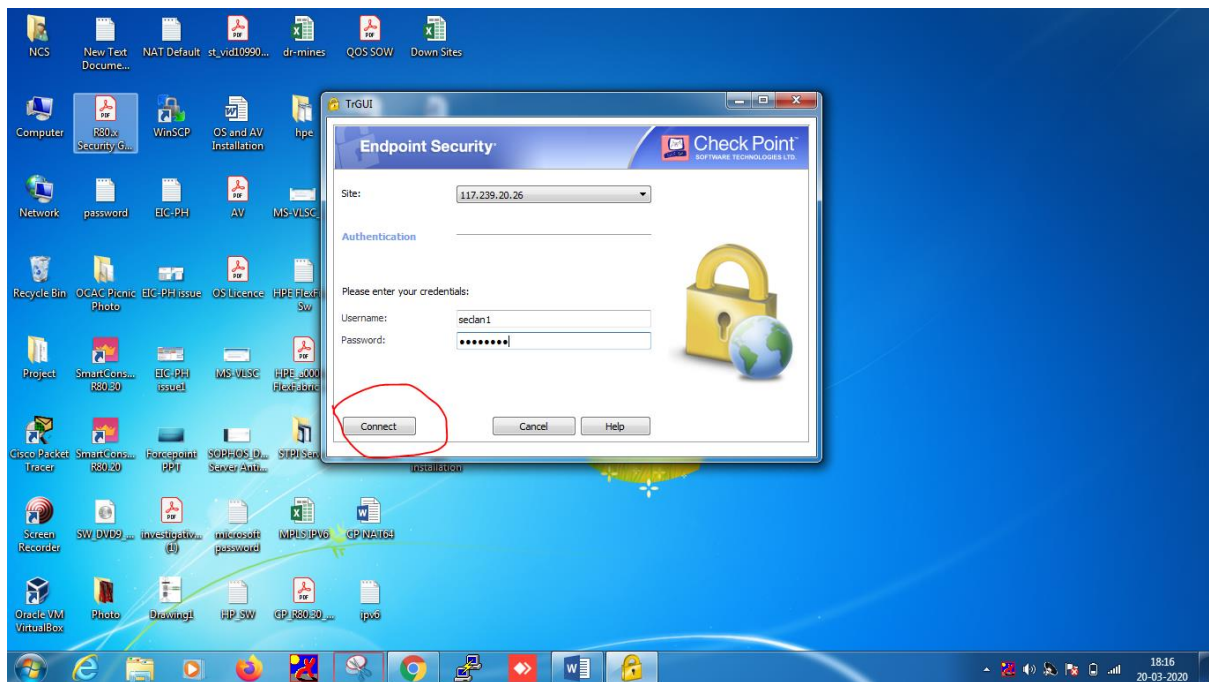 NCS
New Text Docume...
NAT Default
st_vid10990...
dr-mines
QOS SOW
Down Sites
Computer
R80.x Security G...
WinSCP
OS and AV Installation
hpe
TrGUI
Endpoint Security
Check Point
SOFTWARE TECHNOLOGIES LTD.
Site:
117.239.20.26
Authentication
Please enter your credentials:
Username:
seclan1
Password:
Connect
Cancel
Help
Network
password
EIC-PH
AV
MS-VLSC_
Recycle Bin
OCAC Picnic Photo
EIC-PH issue
OS Licence
HPE FlexF
Sw
Project
SmartCons... R80.30
EIC-PH issue1
MS-VLSC
FlexFabric
Cisco Packet Tracer
SmartCons... R80.20
Forcepoint PPT
SOPHOS_D... Server Anti...
STPI Ser
Installation
Screen Recorder
SW_DVD9_...
investigativ... (1)
microsoft password
MPLS IPV6
CP NAT64
Oracle VM VirtualBox
Photo
Drawing1
HP_SW
CP_R80.30_...
ipv6
18:16
20-03-2020